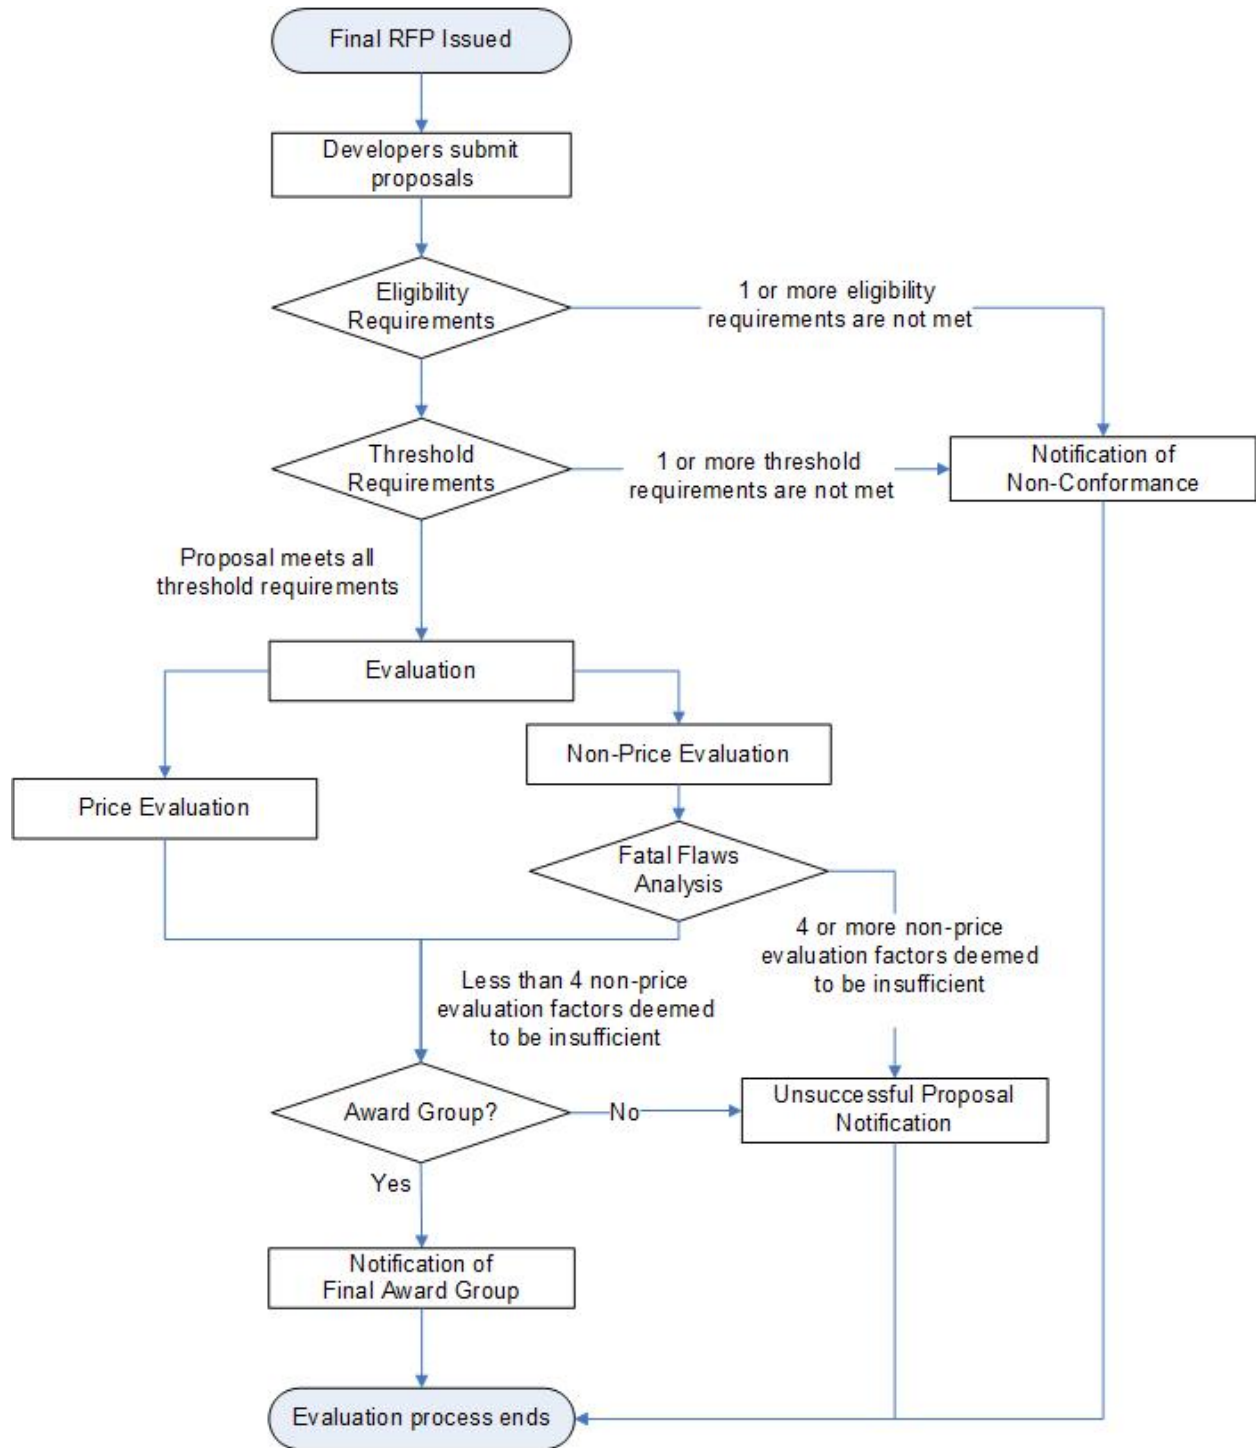 Final RFP Issued
Developers submit
proposals
Eligibility
Requirements
1 or more eligibility
requirements are not met
Threshold
Requirements
1 or more threshold
requirements are not met
Notification of
Non-Conformance
Proposal meets all
threshold requirements
Evaluation
Non-Price Evaluation
Price Evaluation
Fatal Flaws
Analysis
4 or more non-price
evaluation factors deemed
to be insufficient
Less than 4 non-price
evaluation factors deemed
to be insufficient
Award Group?
No
Unsuccessful Proposal
Notification
Yes
Notification of
Final Award Group
Evaluation process ends